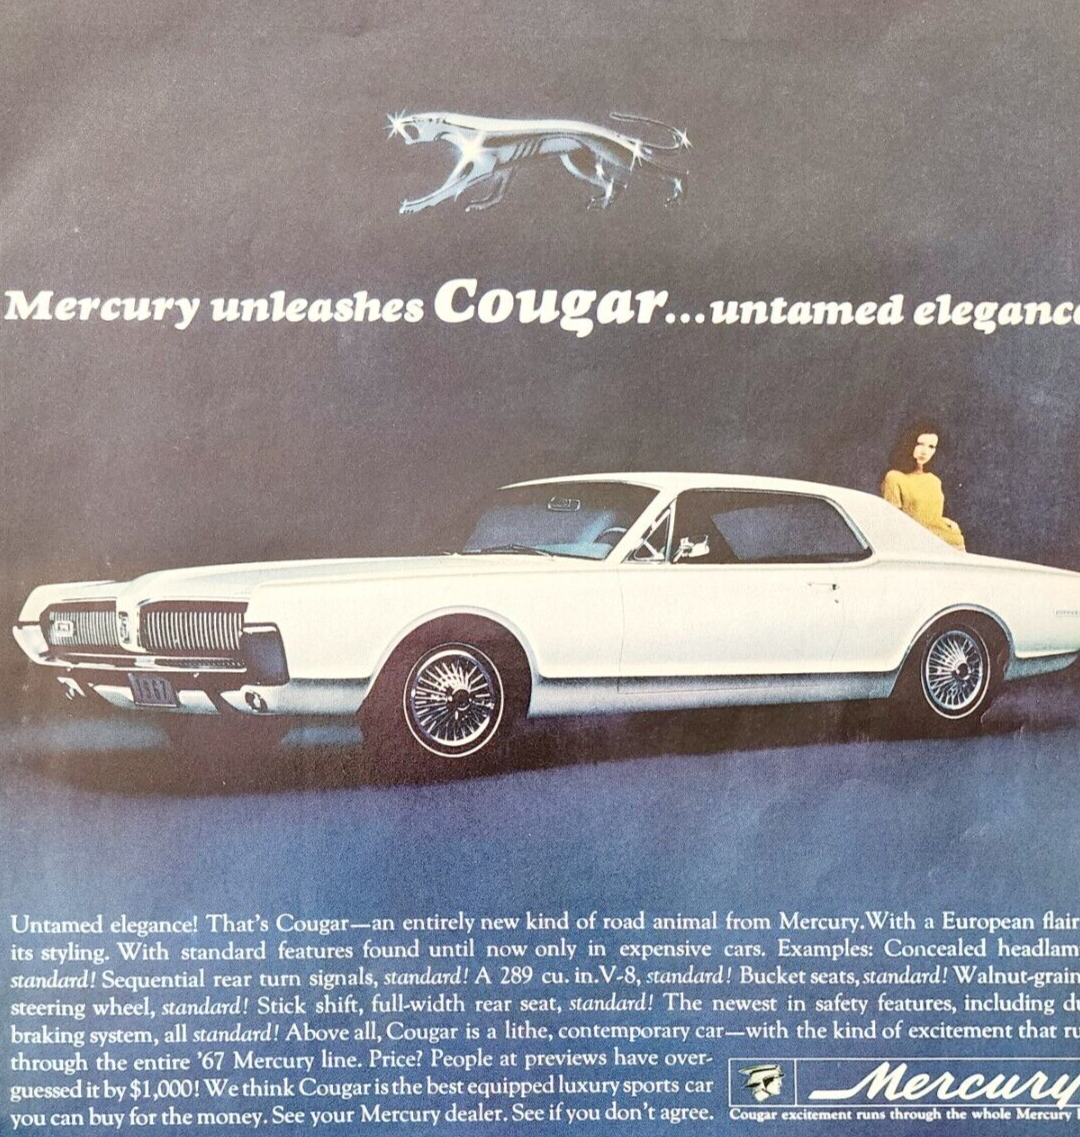 Mercury unleashes Cougar...untamed eleganc
1967
Untamed elegance! That's Cougar—an entirely new kind of road animal from Mercury.With a European flair
its styling. With standard features found until now only in expensive cars. Examples: Concealed headlam
standard! Sequential rear turn signals, standard! A 289 cu. in.V-8, standard! Bucket seats, standard! Walnut-grain
steering wheel, standard! Stick shift, full-width rear seat, standard! The newest in safety features, including du
braking system, all standard! Above all, Cougar is a lithe, contemporary car—with the kind of excitement that ru
through the entire '67 Mercury line. Price? People at previews have over-
guessed it by $1,000! We think Cougar is the best equipped luxury sports car
you can buy for the money. See your Mercury dealer. See if you don't agree.
Mercury
Cougar excitement runs through the whole Mercury